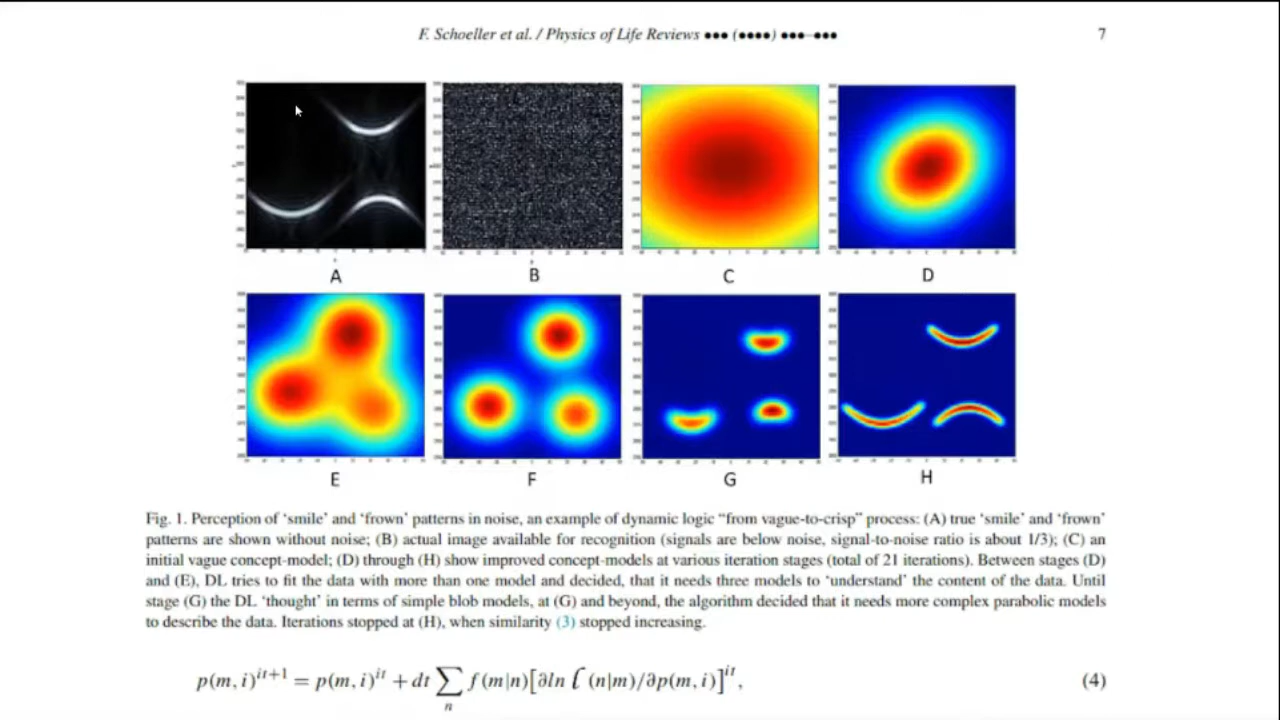 F. Schoeller et al. / Physics of Life Reviews ••• (••••) •••–•••
7
A
B
C
D
E
F
G
H
Fig. 1. Perception of ‘smile’ and ‘frown’ patterns in noise, an example of dynamic logic “from vague-to-crisp” process: (A) true ‘smile’ and ‘frown’
patterns are shown without noise; (B) actual image available for recognition (signals are below noise, signal-to-noise ratio is about 1/3); (C) an
initial vague concept-model; (D) through (H) show improved concept-models at various iteration stages (total of 21 iterations). Between stages (D)
and (E), DL tries to fit the data with more than one model and decided, that it needs three models to ‘understand’ the content of the data. Until
stage (G) the DL ‘thought’ in terms of simple blob models, at (G) and beyond, the algorithm decided that it needs more complex parabolic models
to describe the data. Iterations stopped at (H), when similarity (3) stopped increasing.
p(m, i)^{it+1} = p(m, i)^{it} + dt ∑_n f(m|n)[∂ln ℓ(n|m)/∂p(m, i)]^{it}, (4)